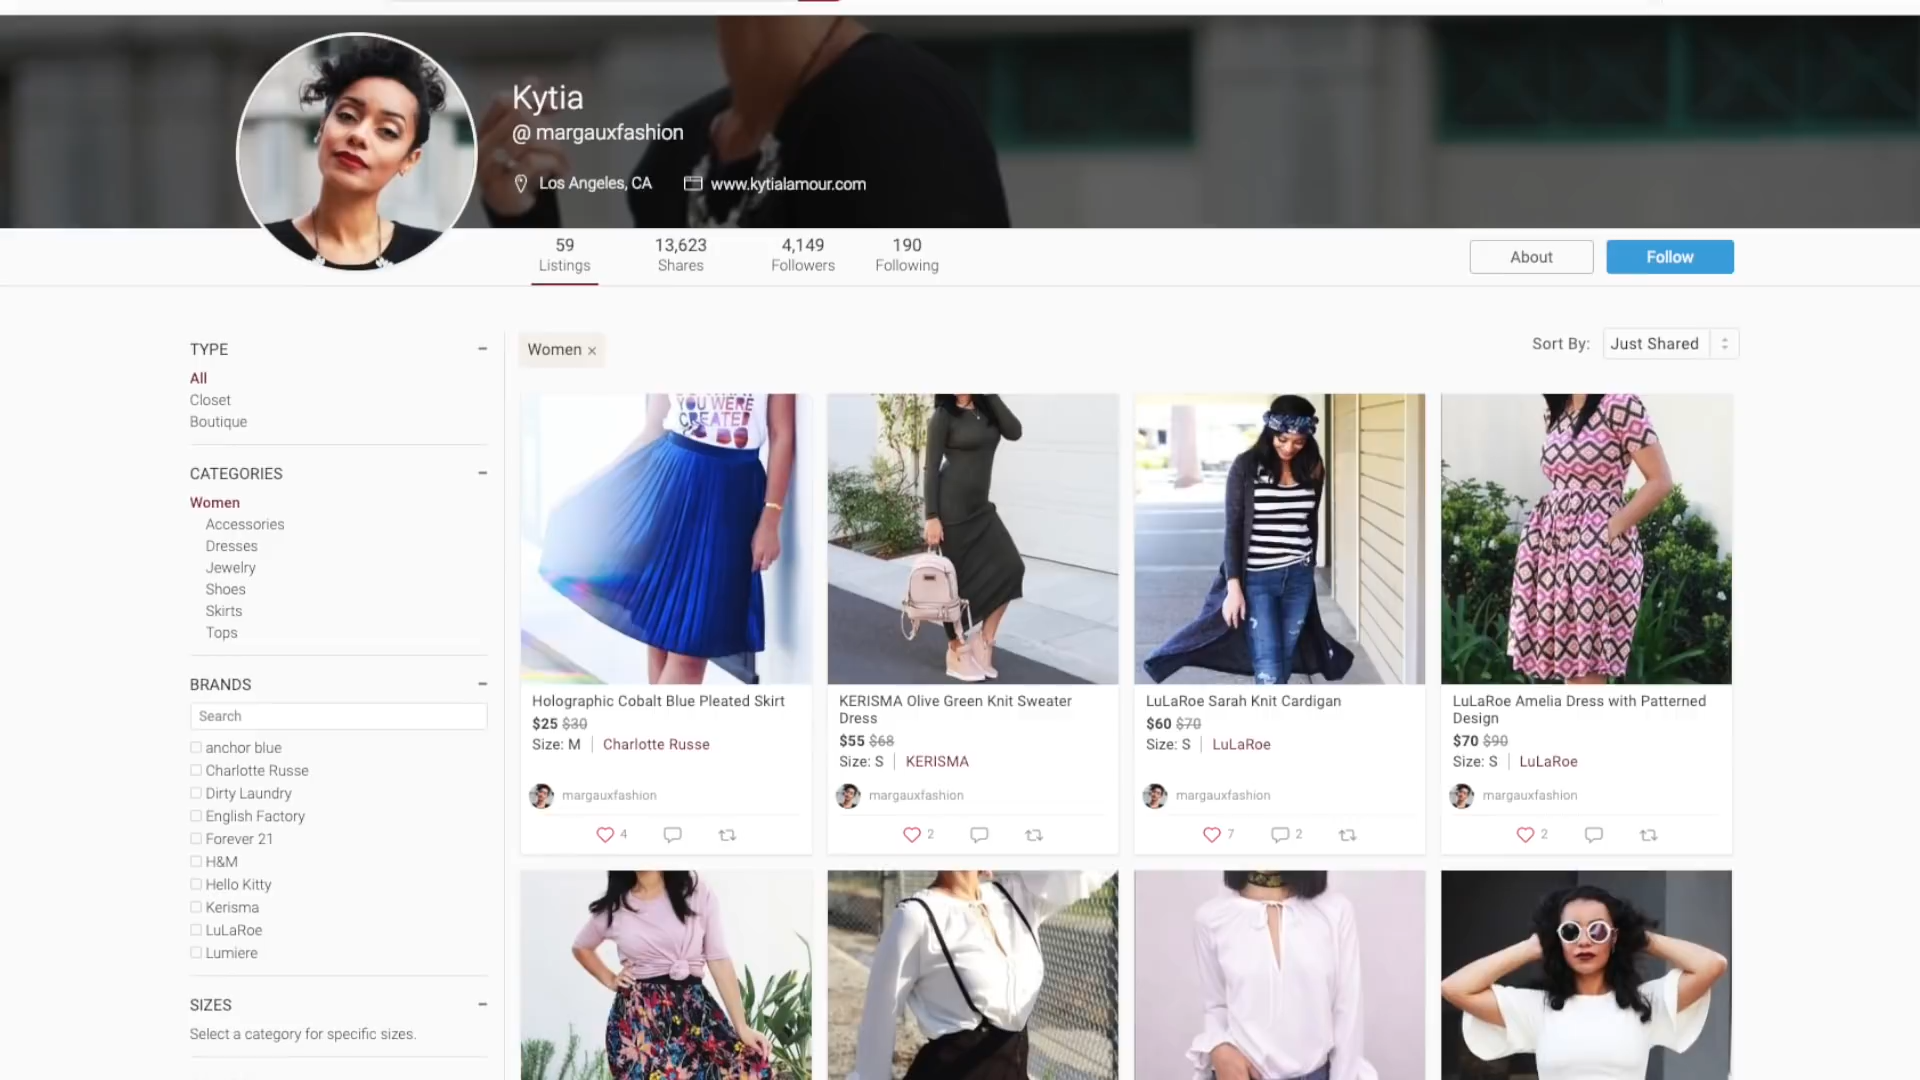 Kytia
@ margauxfashion
Los Angeles, CA www.kytialamour.com
59 13,623 4,149 190
Listings Shares Followers Following
About Follow
TYPE
All
Closet
Boutique
CATEGORIES
Women
Accessories
Dresses
Jewelry
Shoes
Skirts
Tops
BRANDS
Search
anchor blue
Charlotte Russe
Dirty Laundry
English Factory
Forever 21
H&M
Hello Kitty
Kerisma
LuLaRoe
Lumiere
SIZES
Select a category for specific sizes.
Women ×
Sort By: Just Shared
YOU WERE
CREATED
Holographic Cobalt Blue Pleated Skirt
$25 $30
Size: M | Charlotte Russe
margauxfashion
4
KERISMA Olive Green Knit Sweater
Dress
$55 $68
Size: S | KERISMA
margauxfashion
2
LuLaRoe Sarah Knit Cardigan
$60 $70
Size: S | LuLaRoe
margauxfashion
7 2
LuLaRoe Amelia Dress with Patterned
Design
$70 $90
Size: S | LuLaRoe
margauxfashion
2